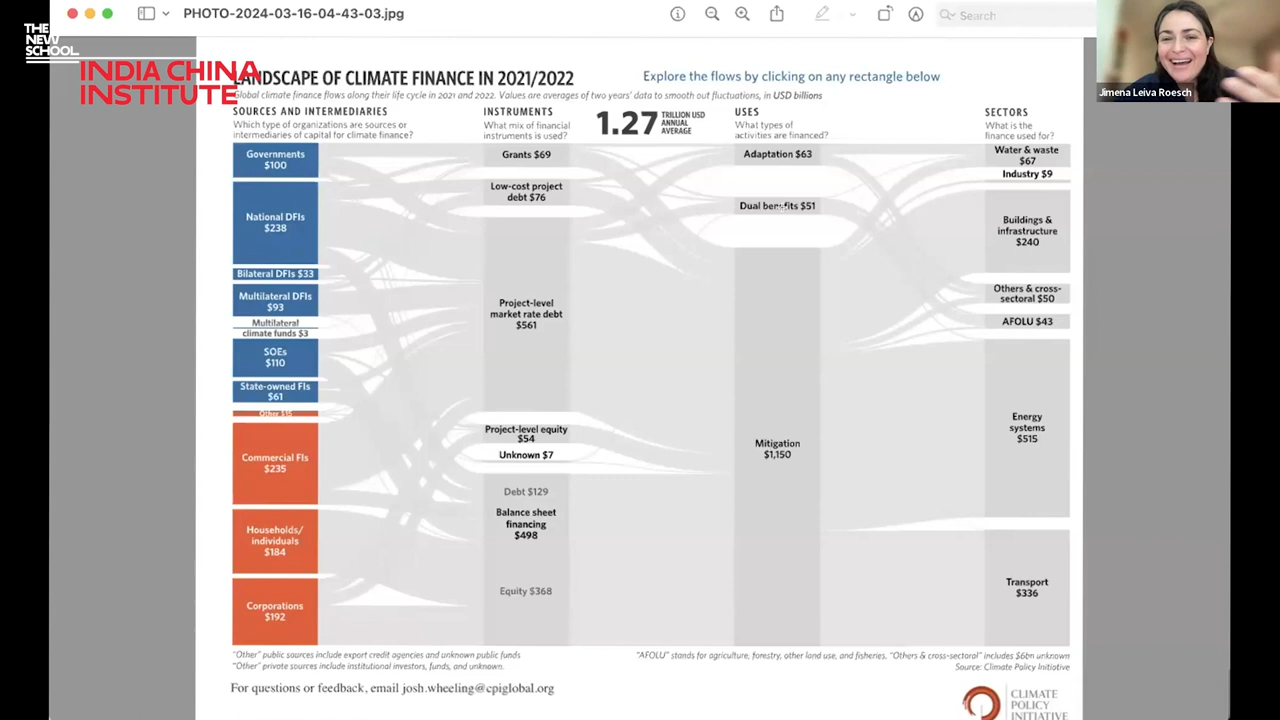 PHOTO-2024-03-16-04-43-03.jpg
Search
THE
NEW
SCHOOL
INDIA CHINA
INSTITUTE
Jimena Leiva Roesch
LANDSCAPE OF CLIMATE FINANCE IN 2021/2022
Explore the flows by clicking on any rectangle below
Global climate finance flows along their life cycle in 2021 and 2022. Values are averages of two years' data to smooth out fluctuations, in USD billions
SOURCES AND INTERMEDIARIES
Which type of organizations are sources or
intermediaries of capital for climate finance?
INSTRUMENTS
What mix of financial
instruments is used?
1.27 TRILLION USD
ANNUAL
AVERAGE
USES
What types of
activities are financed?
SECTORS
What is the
finance used for?
Governments
$100
National DFIs
$238
Bilateral DFIs $33
Multilateral DFIs
$93
Multilateral
climate funds $3
SOEs
$110
State-owned FIs
$61
Other $15
Commercial FIs
$235
Households/
individuals
$184
Corporations
$192
Grants $69
Low-cost project
debt $76
Project-level
market rate debt
$561
Project-level equity
$54
Unknown $7
Debt $129
Balance sheet
financing
$498
Equity $368
Adaptation $63
Dual benefits $51
Mitigation
$1,150
Water & waste
$67
Industry $9
Buildings &
infrastructure
$240
Others & cross-
sectoral $50
AFOLU $43
Energy
systems
$515
Transport
$336
"Other" public sources include export credit agencies and unknown public funds
"Other" private sources include institutional investors, funds, and unknown.
"AFOLU" stands for agriculture, forestry, other land use, and fisheries. "Others & cross-sectoral" includes $6bn unknown
Source: Climate Policy Initiative
For questions or feedback, email josh.wheeling@cpiglobal.org
CLIMATE
POLICY
INITIATIVE